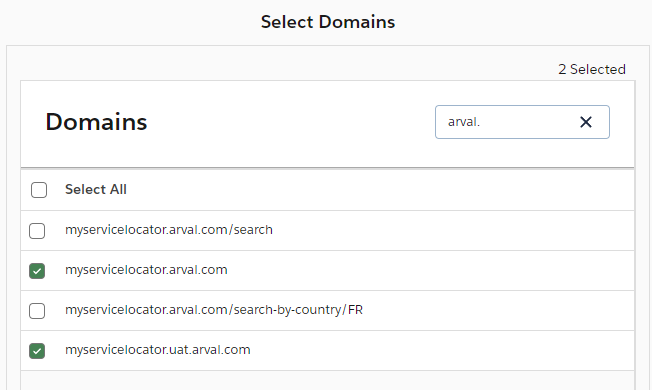 Select Domains
2 Selected
Domains
arval.
Select All
myservicelocator.arval.com/search
myservicelocator.arval.com
myservicelocator.arval.com/search-by-country/FR
myservicelocator.uat.arval.com